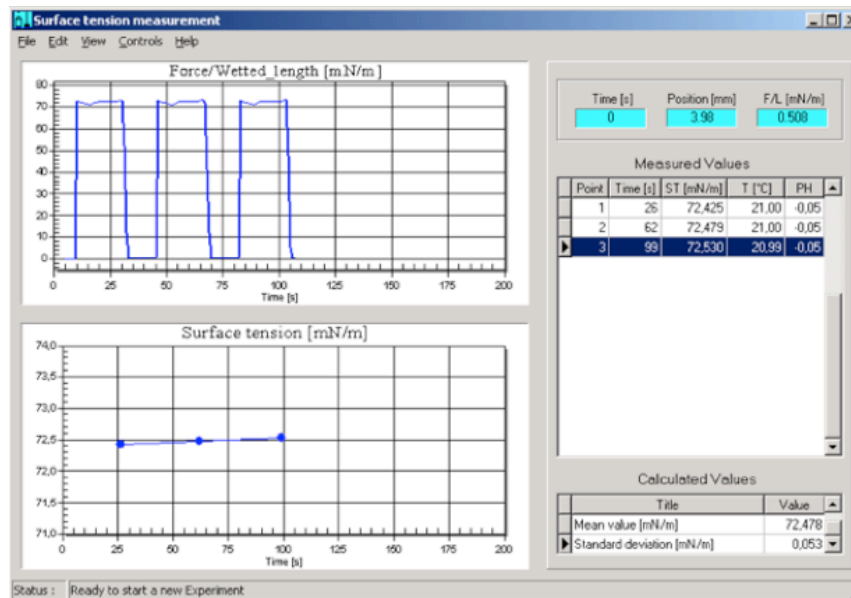 Surface tension measurement
File Edit View Controls Help
Force/Wetted_length [mN/m]
80
70
60
50
40
30
20
10
0
0 25 50 75 100 125 150 175 200
Time [s]
Surface tension [mN/m]
74,0
73,5
73,0
72,5
72,0
71,5
71,0
0 25 50 75 100 125 150 175 200
Time [s]
Time [s] Position [mm] F/L [mN/m]
0 3.98 0.508
Measured Values
Point Time [s] ST [mN/m] T [°C] PH
1 26 72,425 21,00 -0,05
2 62 72,479 21,00 -0,05
3 99 72,530 20,99 -0,05
Calculated Values
Title Value
Mean value [mN/m] 72,478
Standard deviation [mN/m] 0,053
Status : Ready to start a new Experiment